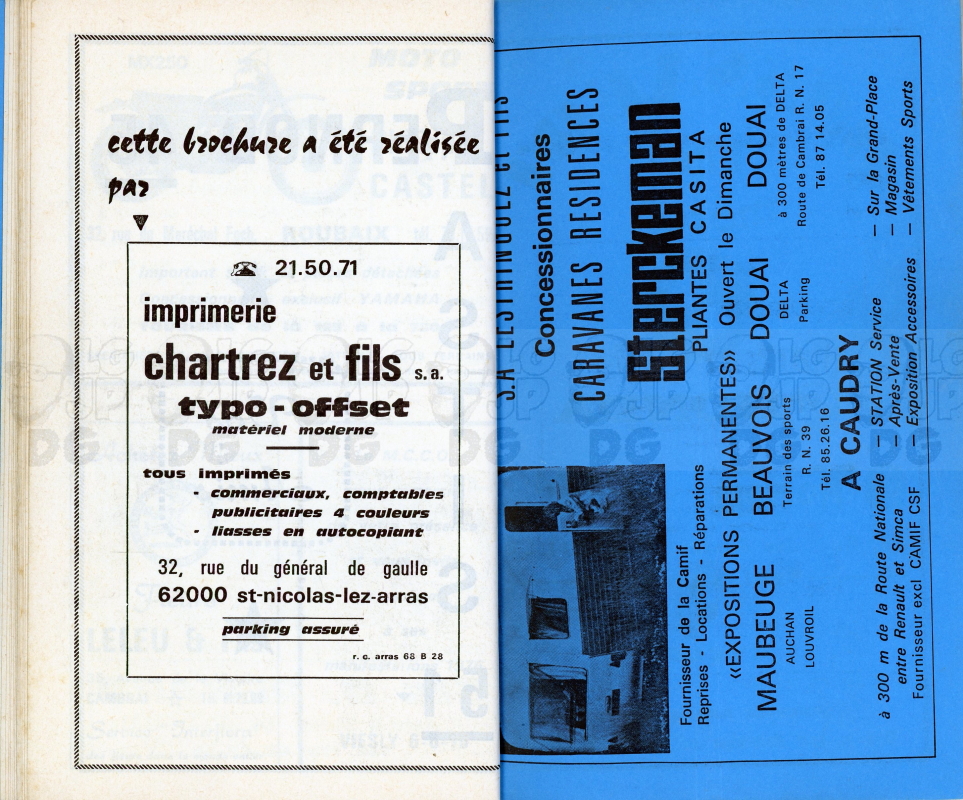 cette brochure a été réalisée
par
21.50.71
imprimerie
chartrez et fils s.a.
typo - offset
matériel moderne
tous imprimés
- commerciaux, comptables
publicitaires 4 couleurs
- liasses en autocopiant
32, rue du général de gaulle
62000 st-nicolas-lez-arras
parking assuré
r. c. arras 68 B 28
Concessionnaires
CARAVANES RESIDENCES
sterckeman
PLIANTES CASITA
Fournisseur de la Camif
Reprises - Locations - Réparations
«EXPOSITIONS PERMANENTES» Ouvert le Dimanche
MAUBEUGE BEAUVOIS DOUAI DOUAI
AUCHAN
LOUVROIL
Terrain des sports
R. N. 39
Tél. 85.26.16
DELTA
Parking
à 300 mètres de DELTA
Route de Cambrai R. N. 17
Tél. 87 14.05
A CAUDRY
à 300 m de la Route Nationale
entre Renault et Simca
Fournisseur excl CAMIF CSF
— STATION Service
Après-Vente
— Exposition Accessoires
— Sur la Grand-Place
— Magasin
— Vêtements Sports